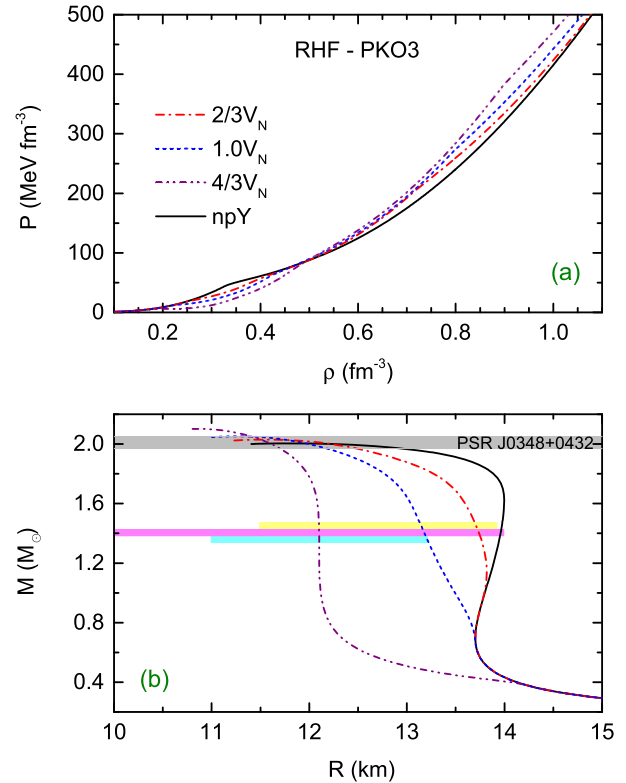 500
RHF - PKO3
400
2/3V_N
1.0V_N
300
4/3V_N
npY
200
P (MeV fm⁻³)
100
(a)
0
0.2 0.4 0.6 0.8 1.0
ρ (fm⁻³)
2.0
PSR J0348+0432
1.6
1.2
M (M_☉)
0.8
0.4
(b)
10 11 12 13 14 15
R (km)